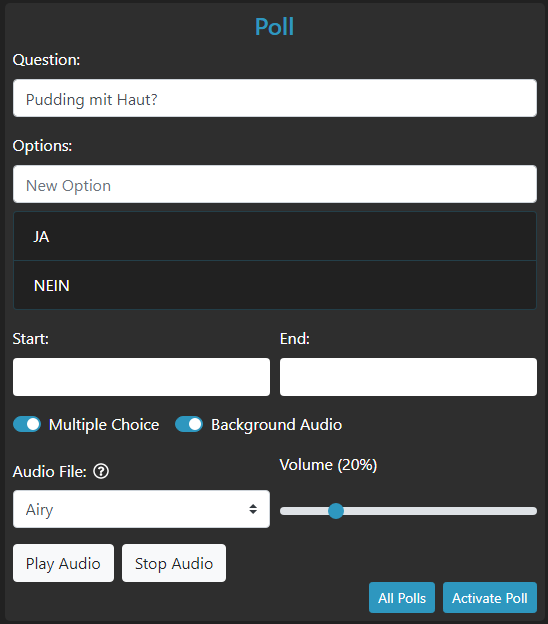 Poll
Question:
Pudding mit Haut?
Options:
New Option
JA
NEIN
Start: End:
Multiple Choice Background Audio
Audio File: ? Volume (20%)
Airy
Play Audio Stop Audio
All Polls Activate Poll